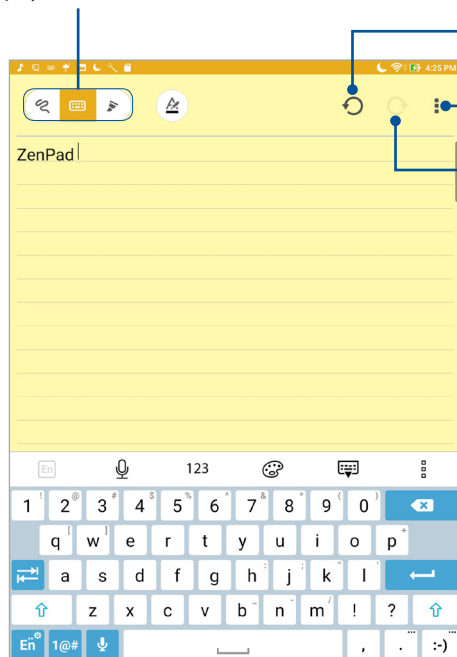 4:25 PM
ZenPad
En 123
1 ! 2 @ 3 # 4 $ 5 % 6 ^ 7 & 8 * 9 ( 0 )
q [ w ] e r t y u i o p +
a s d f g h : j ; k " l '
z x c v b - n ~ m / ! ?
En 1@# , . ... :-) ...